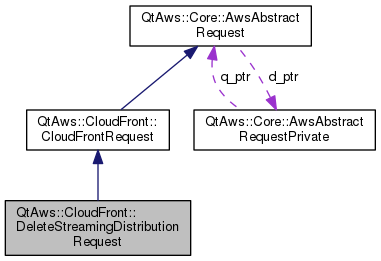 QtAws::Core::AwsAbstract
Request
q_ptr
d_ptr
QtAws::CloudFront::
CloudFrontRequest
QtAws::Core::AwsAbstract
RequestPrivate
QtAws::CloudFront::
DeleteStreamingDistribution
Request